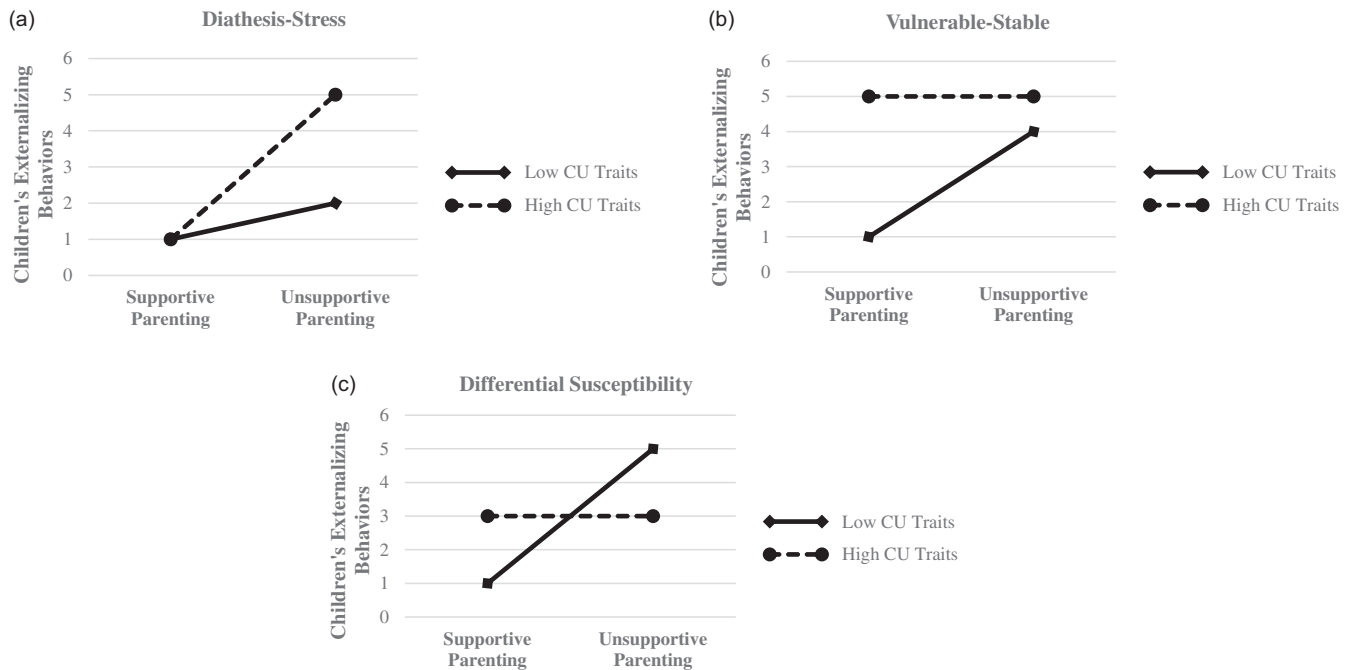 (a)
Diathesis-Stress
Children's Externalizing
Behaviors
6
5
4
3
2
1
0
Supportive
Parenting
Unsupportive
Parenting
Low CU Traits
High CU Traits
(b)
Vulnerable-Stable
Children's Externalizing
Behaviors
6
5
4
3
2
1
0
Supportive
Parenting
Unsupportive
Parenting
Low CU Traits
High CU Traits
(c)
Differential Susceptibility
Children's Externalizing
Behaviors
6
5
4
3
2
1
0
Supportive
Parenting
Unsupportive
Parenting
Low CU Traits
High CU Traits